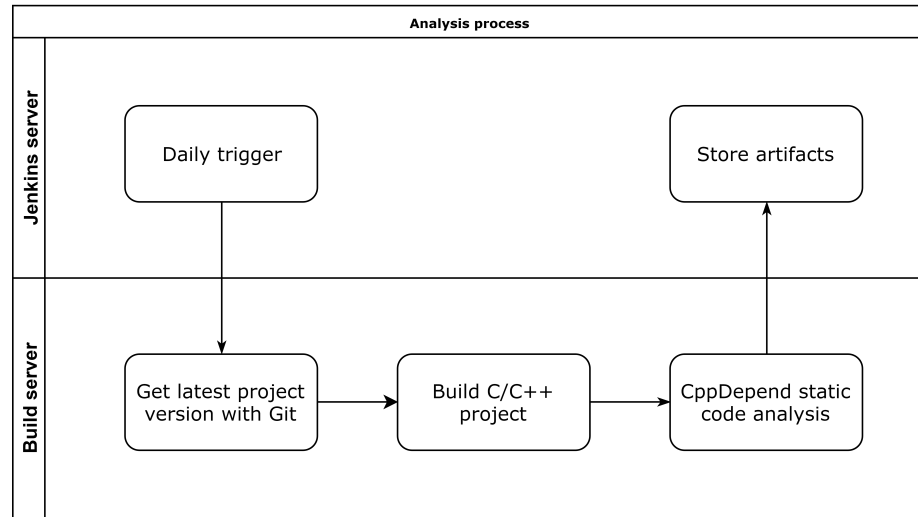 Analysis process
Jenkins server
Daily trigger
Store artifacts
Build server
Get latest project
version with Git
Build C/C++
project
CppDepend static
code analysis